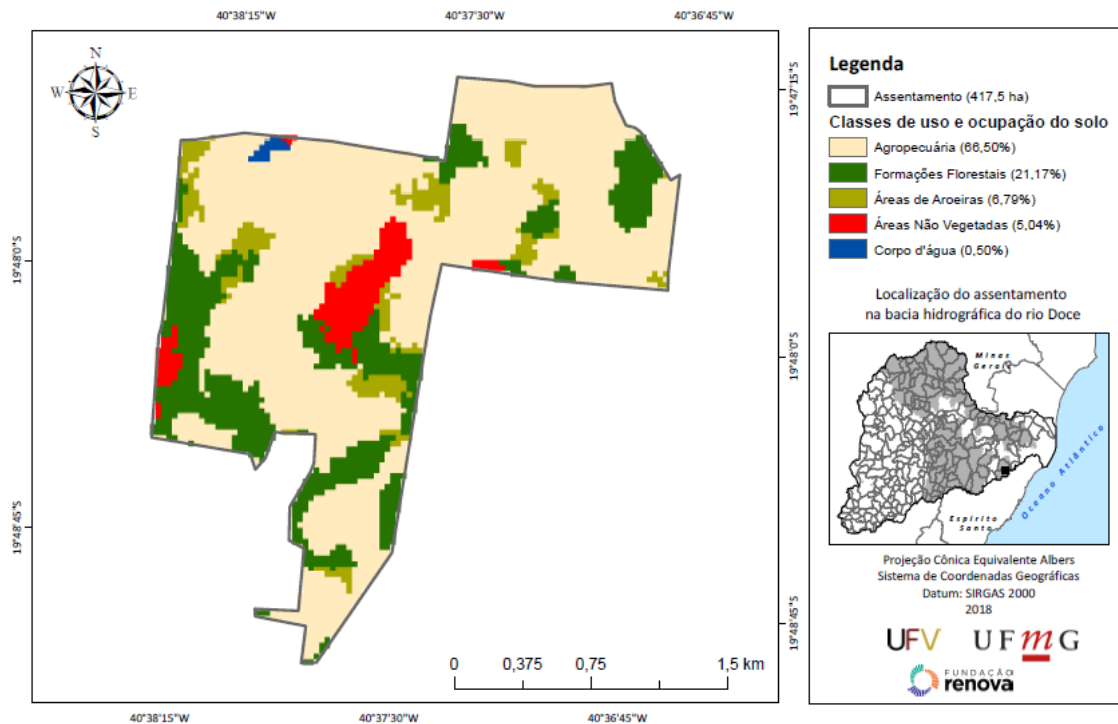 40°38'15"W
40°37'30"W
40°36'45"W
N
W
E
S
19°48'0"S
19°48'45"S
19°47'15"S
19°48'0"S
19°48'45"S
0
0,375
0,75
1,5 km
40°38'15"W
40°37'30"W
40°36'45"W
Legenda
Assentamento (417,5 ha)
Classes de uso e ocupação do solo
Agropecuária (66,50%)
Formações Florestais (21,17%)
Áreas de Aroeiras (6,79%)
Áreas Não Vegetadas (5,04%)
Corpo d'água (0,50%)
Localização do assentamento
na bacia hidrográfica do rio Doce
Minas
Gerais
Oceano Atlântico
Espírito
Santo
Projeção Cônica Equivalente Albers
Sistema de Coordenadas Geográficas
Datum: SIRGAS 2000
2018
UFV
UFmG
FUNDAÇÃO
renova